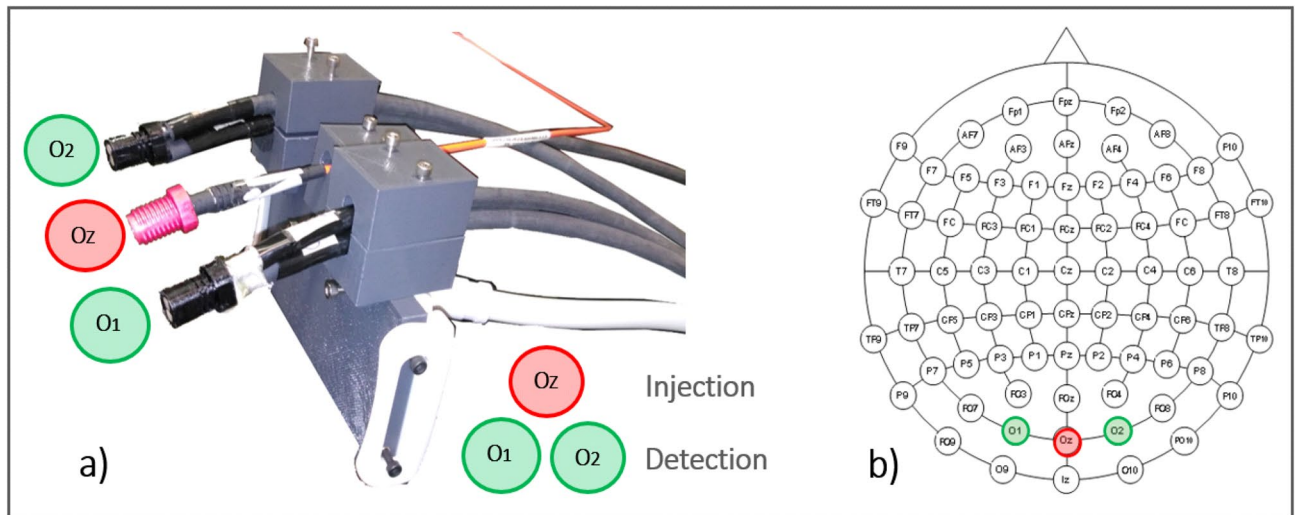 O2
Oz
O1
Oz Injection
O1 O2 Detection
a)
Fp1 Fpz Fp2
AF7 AF3 AFz AF4 AF8
F9 F7 F5 F3 F1 Fz F2 F4 F6 F8 F10
FT9 FT7 FC FC3 FC1 FCz FC2 FC4 FC FT8 FT10
T7 C5 C3 C1 Cz C2 C4 C6 T8
TP9 TP7 CP5 CP3 CP1 CPz CP2 CP4 CP6 TP8 TP10
P9 P7 P5 P3 P1 Pz P2 P4 P6 P8 P10
PO7 PO3 POz PO4 PO8
PO9 O1 Oz O2 PO10
O9 Iz O10
b)